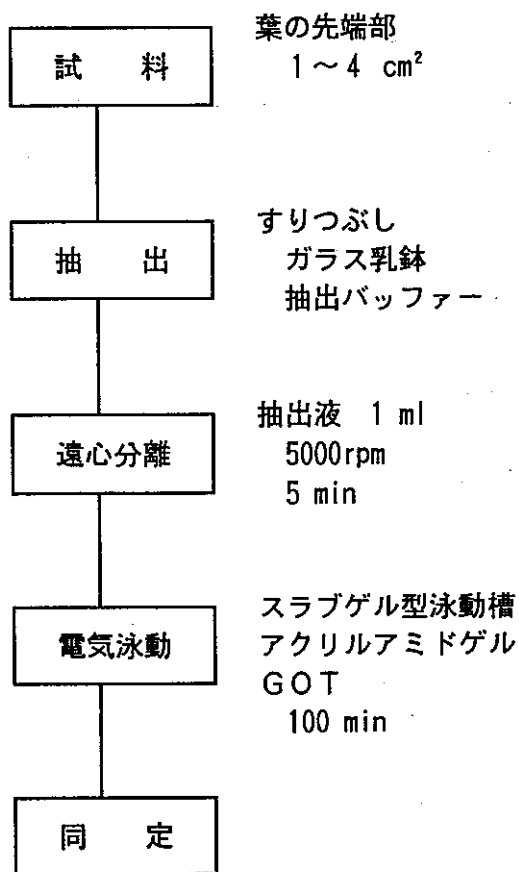 試 料
葉の先端部
1～4 cm²
抽 出
すりつぶし
ガラス乳鉢
抽出バッファー
遠心分離
抽出液 1 ml
5000rpm
5 min
電気泳動
スラブゲル型泳動槽
アクリルアミドゲル
GOT
100 min
同 定